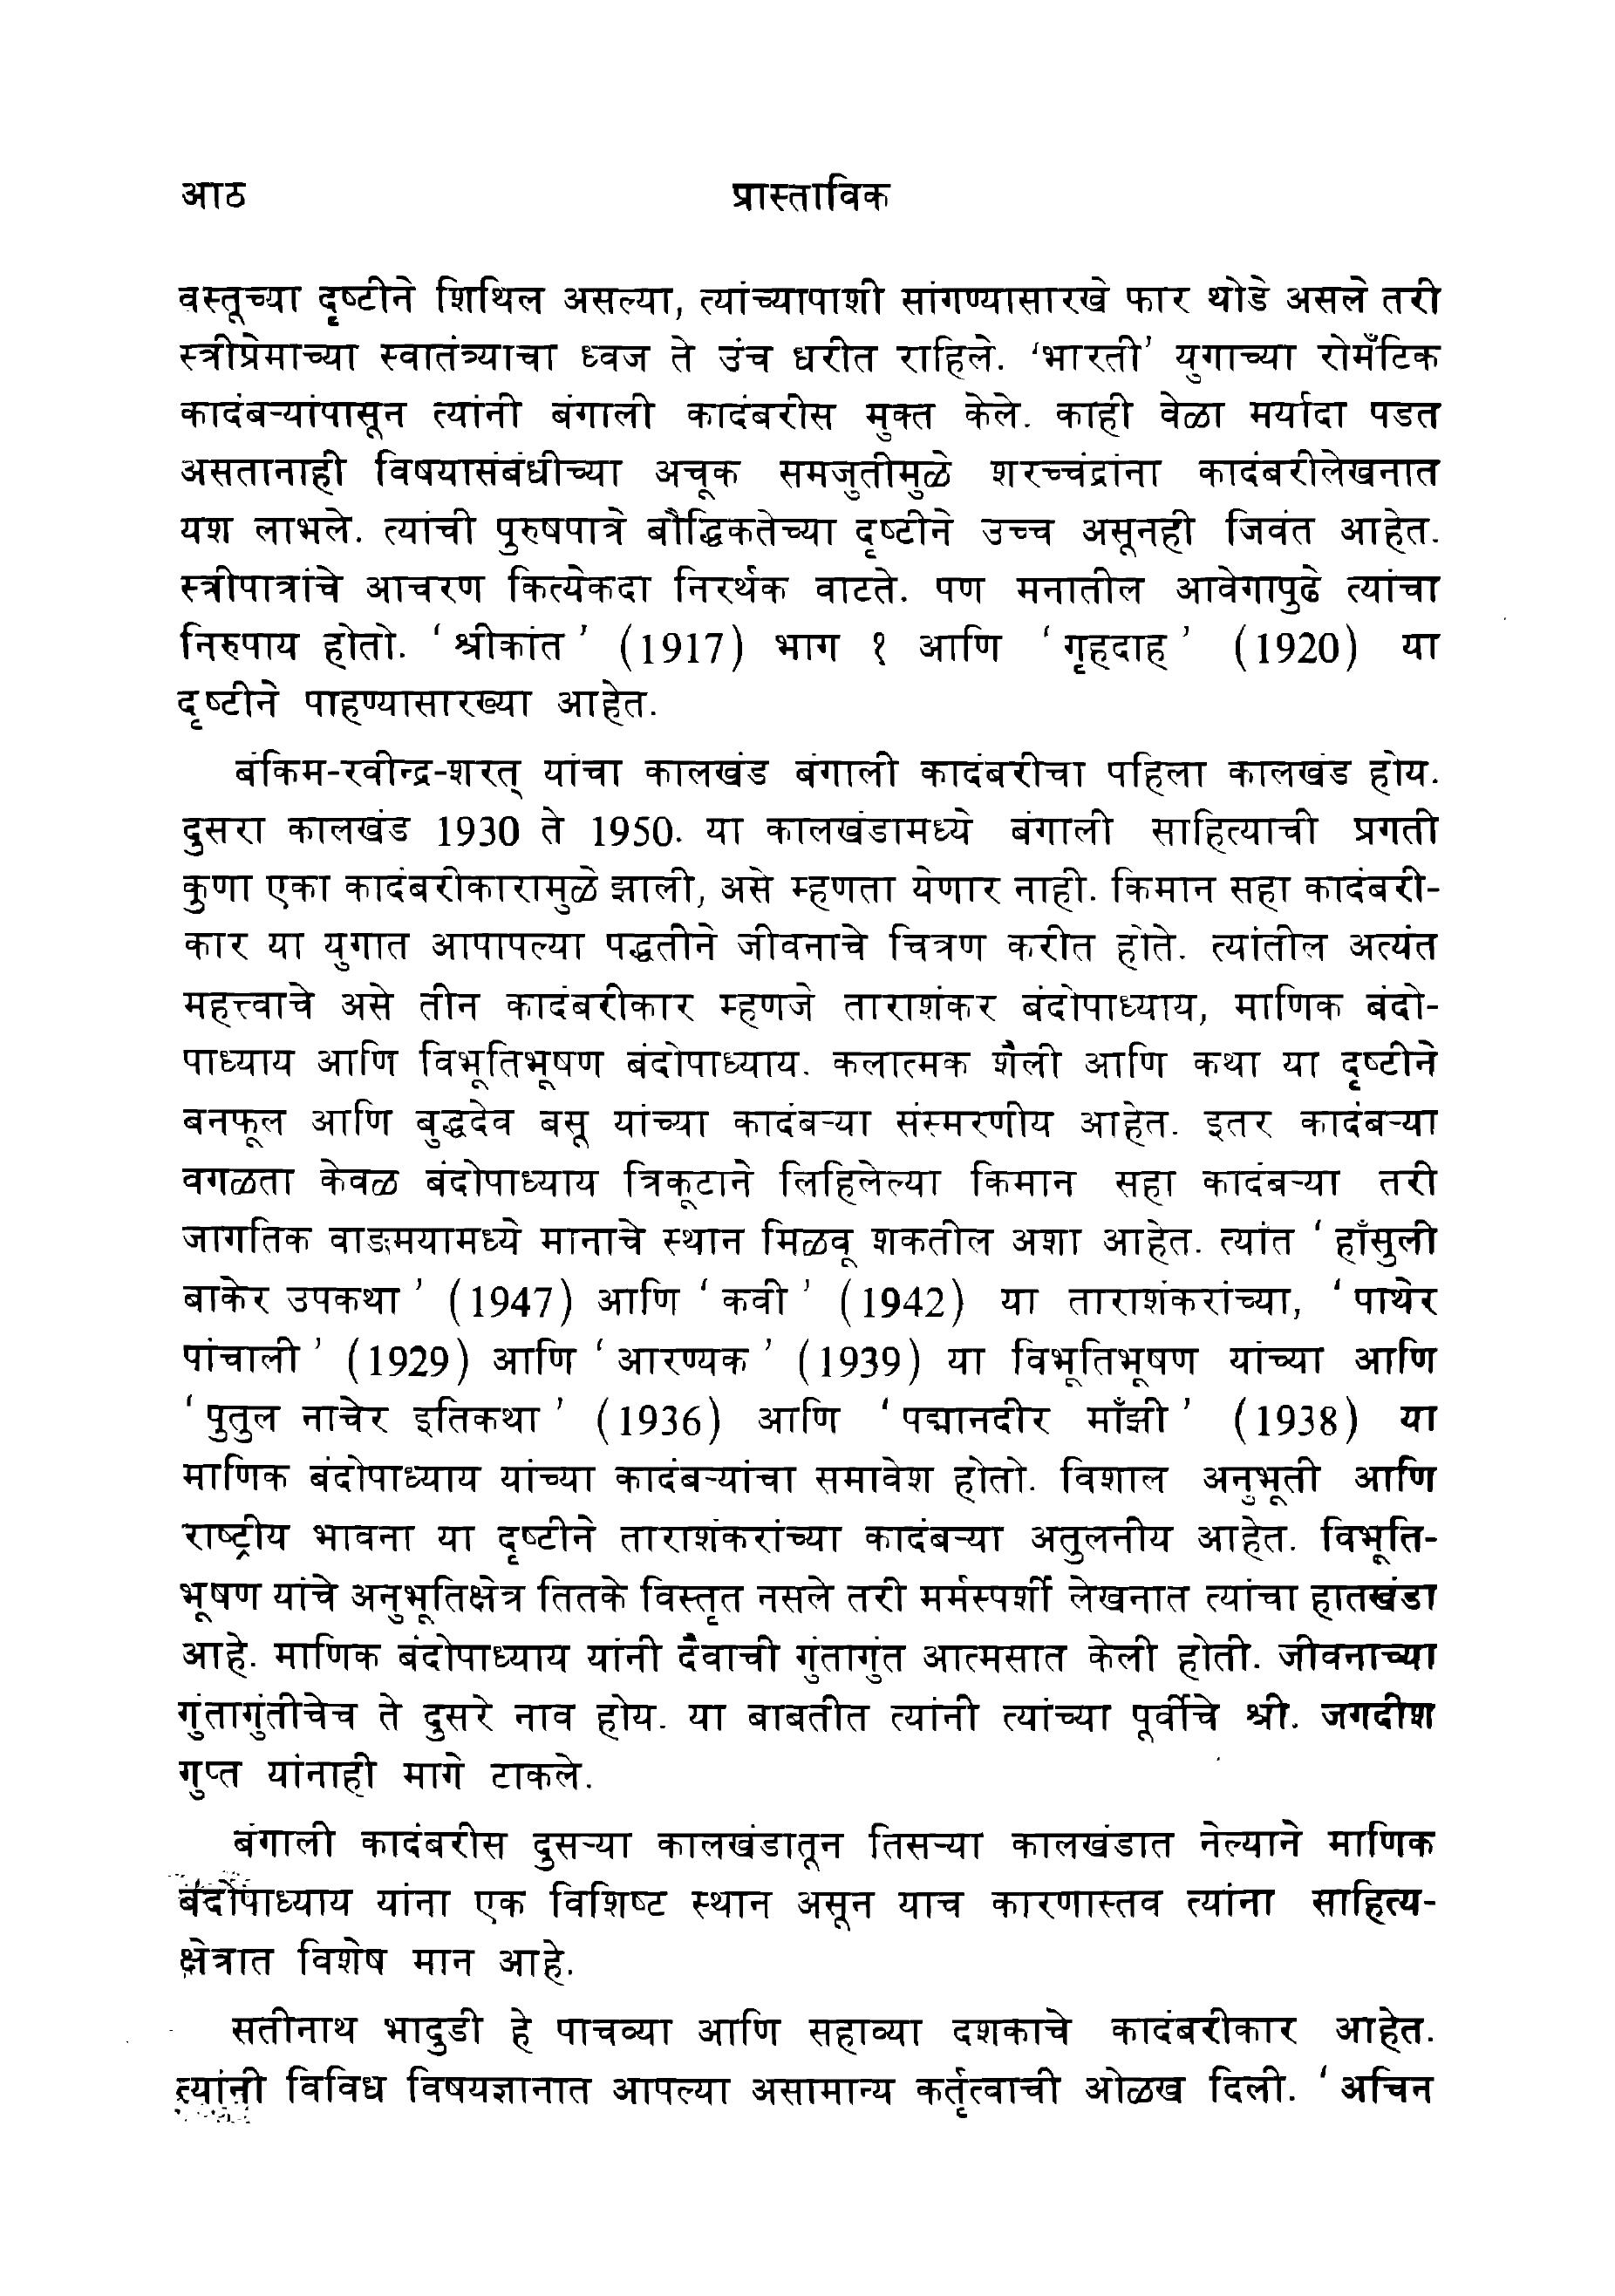 आठ प्रास्ताविक
वस्तूच्या दृष्टीने शिथिल असल्या, त्यांच्यापाशी सांगण्यासारखे फार थोडे असले तरी
स्त्रीप्रेमाच्या स्वातंत्र्याचा ध्वज ते उंच धरीत राहिले. ‘भारती’ युगाच्या रोमँटिक
कादंबऱ्यांपासून त्यांनी बंगाली कादंबरीस मुक्त केले. काही वेळा मर्यादा पडत
असतानाही विषयासंबंधीच्या अचूक समजुतीमुळे शरच्चंद्रांना कादंबरीलेखनात
यश लाभले. त्यांची पुरुषपात्रे बौद्धिकतेच्या दृष्टीने उच्च असूनही जिवंत आहेत.
स्त्रीपात्रांचे आचरण कित्येकदा निरर्थक वाटते. पण मनातील आवेगापुढे त्यांचा
निरुपाय होतो. ‘श्रीकांत’ (1917) भाग १ आणि ‘गृहदाह’ (1920) या
दृष्टीने पाहण्यासारख्या आहेत.
बंकिम-रवीन्द्र-शरत् यांचा कालखंड बंगाली कादंबरीचा पहिला कालखंड होय.
दुसरा कालखंड 1930 ते 1950. या कालखंडामध्ये बंगाली साहित्याची प्रगती
कुणा एका कादंबरीकारामुळे झाली, असे म्हणता येणार नाही. किमान सहा कादंबरी-
कार या युगात आपापल्या पद्धतीने जीवनाचे चित्रण करीत होते. त्यांतील अत्यंत
महत्त्वाचे असे तीन कादंबरीकार म्हणजे ताराशंकर बंदोपाध्याय, माणिक बंदो-
पाध्याय आणि विभूतिभूषण बंदोपाध्याय. कलात्मक शैली आणि कथा या दृष्टीने
बनफूल आणि बुद्धदेव बसू यांच्या कादंबऱ्या संस्मरणीय आहेत. इतर कादंबऱ्या
वगळता केवळ बंदोपाध्याय त्रिकूटाने लिहिलेल्या किमान सहा कादंबऱ्या तरी
जागतिक वाङमयामध्ये मानाचे स्थान मिळवू शकतील अशा आहेत. त्यांत ‘हाँसुली
बाकेर उपकथा’ (1947) आणि ‘कवी’ (1942) या ताराशंकरांच्या, ‘पाथेर
पांचाली’ (1929) आणि ‘आरण्यक’ (1939) या विभूतिभूषण यांच्या आणि
‘पुतुल नाचेर इतिकथा’ (1936) आणि ‘पद्मानदीर माँझी’ (1938) या
माणिक बंदोपाध्याय यांच्या कादंबऱ्यांचा समावेश होतो. विशाल अनुभूती आणि
राष्ट्रीय भावना या दृष्टीने ताराशंकरांच्या कादंबऱ्या अतुलनीय आहेत. विभूति-
भूषण यांचे अनुभूतिक्षेत्र तितके विस्तृत नसले तरी मर्मस्पर्शी लेखनात त्यांचा हातखंडा
आहे. माणिक बंदोपाध्याय यांनी दैवाची गुंतागुंत आत्मसात केली होती. जीवनाच्या
गुंतागुंतीचेच ते दुसरे नाव होय. या बाबतीत त्यांनी त्यांच्या पूर्वीचे श्री. जगदीश
गुप्त यांनाही मागे टाकले.
बंगाली कादंबरीस दुसऱ्या कालखंडातून तिसऱ्या कालखंडात नेल्याने माणिक
बंदोपाध्याय यांना एक विशिष्ट स्थान असून याच कारणास्तव त्यांना साहित्य-
क्षेत्रात विशेष मान आहे.
सतीनाथ भादुडी हे पाचव्या आणि सहाव्या दशकाचे कादंबरीकार आहेत.
त्यांनी विविध विषयज्ञानात आपल्या असामान्य कर्तृत्वाची ओळख दिली. ‘अचिन